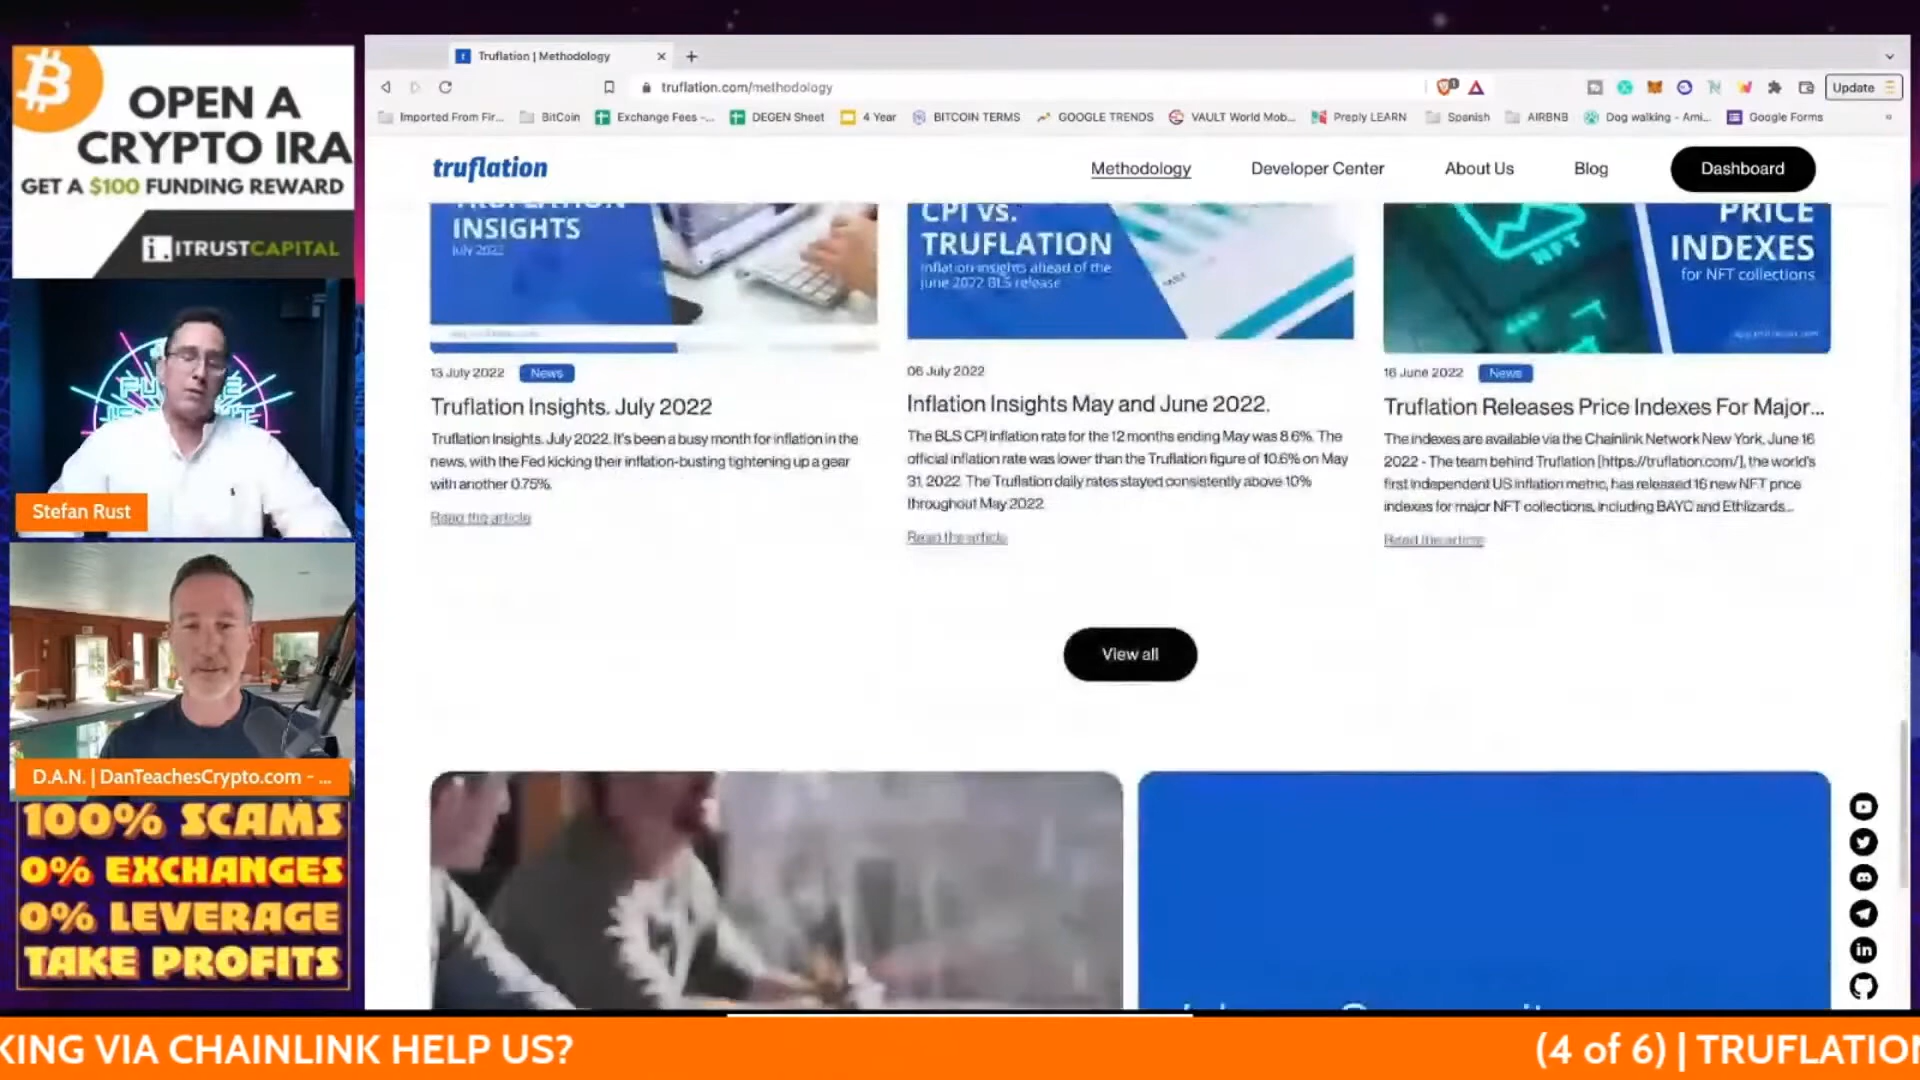 OPEN A
CRYPTO IRA
GET A $100 FUNDING REWARD
i. ITRUSTCAPITAL
Stefan Rust
D.A.N. | DanTeachesCrypto.com - ...
100% SCAMS
0% EXCHANGES
0% LEVERAGE
TAKE PROFITS
Truflation | Methodology
truflation.com/methodology
Update
Imported From Fir...
BitCoin
Exchange Fees -...
DEGEN Sheet
4 Year
BITCOIN TERMS
GOOGLE TRENDS
VAULT World Mob...
Preply LEARN
Spanish
AIRBNB
Dog walking - Ami...
Google Forms
truflation
Methodology
Developer Center
About Us
Blog
Dashboard
TRUFLATION
INSIGHTS
July 2022
13 July 2022
News
Truflation Insights. July 2022
Truflation Insights. July 2022. It's been a busy month for inflation in the
news, with the Fed kicking their inflation-busting tightening up a gear
with another 0.75%.
Read the article
CPI VS.
TRUFLATION
Inflation insights ahead of the
june 2022 BLS release
06 July 2022
Inflation Insights May and June 2022.
The BLS CPI inflation rate for the 12 months ending May was 8.6%. The
official inflation rate was lower than the Truflation figure of 10.6% on May
31, 2022. The Truflation daily rates stayed consistently above 10%
throughout May 2022
Read the article
PRICE
INDEXES
for NFT collections
NFT
16 June 2022
News
Truflation Releases Price Indexes For Major...
The indexes are available via the Chainlink Network New York, June 16
2022 - The team behind Truflation [https://truflation.com/], the world's
first independent US inflation metric, has released 16 new NFT price
indexes for major NFT collections, including BAYC and Ethlizards...
Read the article
View all
KING VIA CHAINLINK HELP US?
(4 of 6) | TRUFLATION